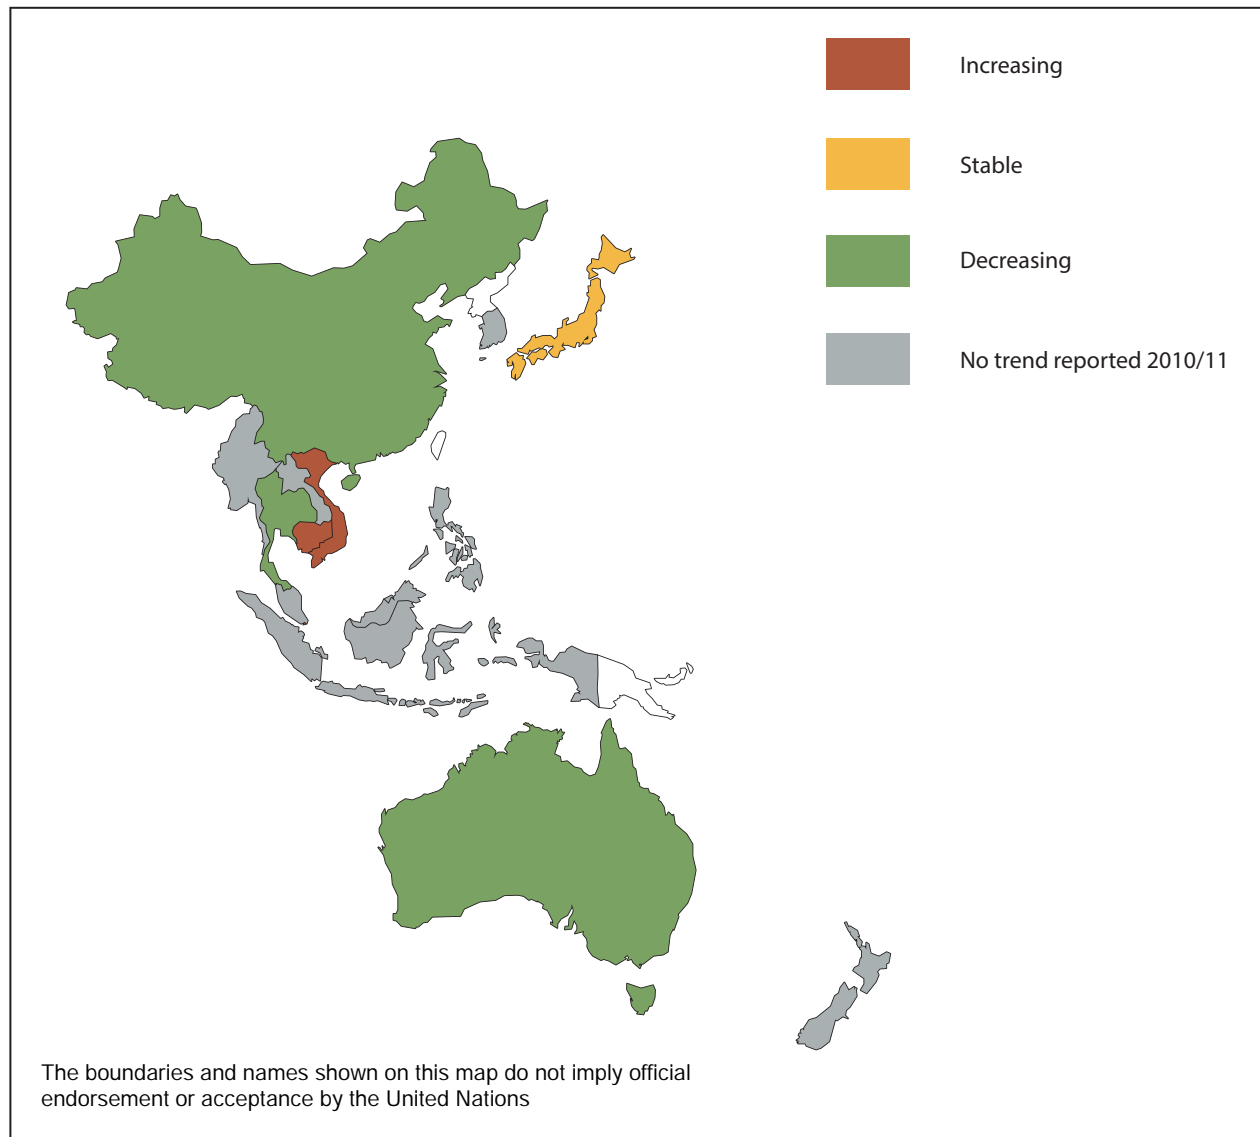 Increasing
Stable
Decreasing
No trend reported 2010/11
The boundaries and names shown on this map do not imply official
endorsement or acceptance by the United Nations